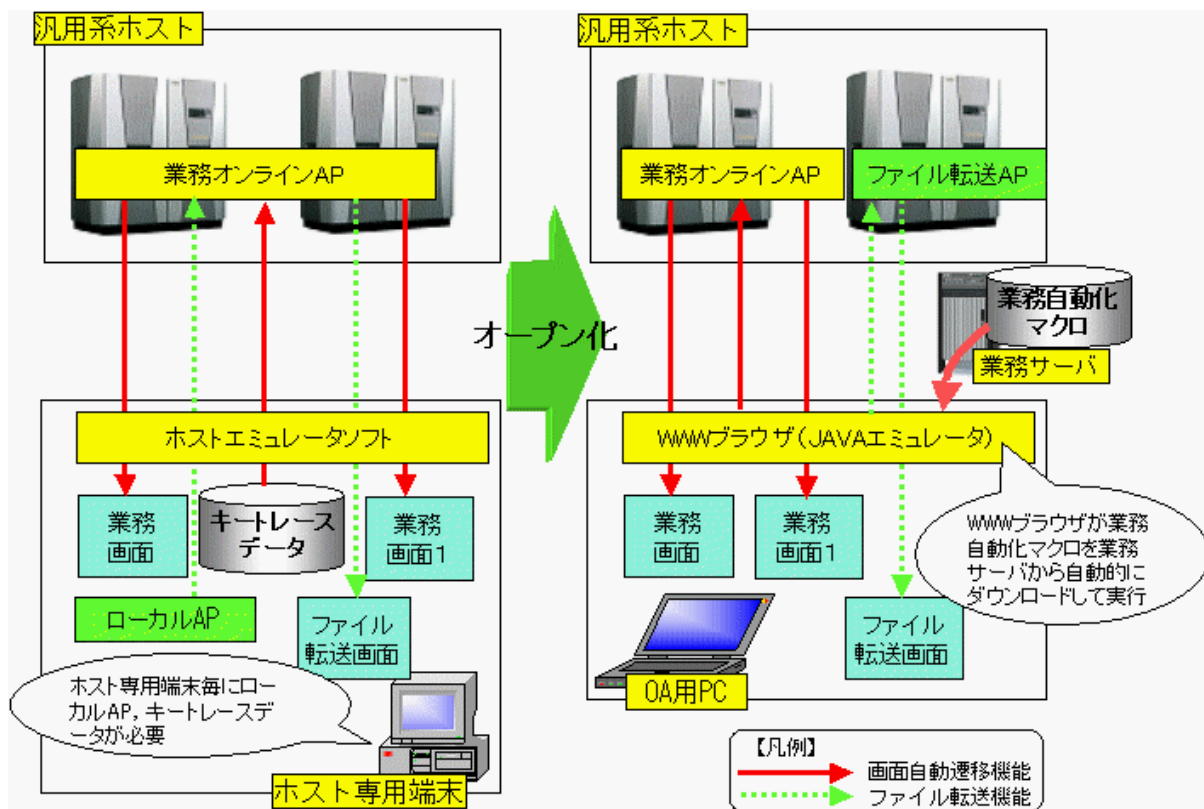 汎用系ホスト
業務オンラインAP
ホストエミュレータソフト
業務
画面
キートレース
データ
業務
画面1
ローカルAP
ファイル
転送画面
ホスト専用端末毎にロー
カルAP,キートレースデ
ータが必要
ホスト専用端末
オープン化
汎用系ホスト
業務オンラインAP
ファイル転送AP
業務自動化
マクロ
業務サーバ
WWWブラウザ(JAVAエミュレータ)
業務
画面
業務
画面1
WWWブラウザが業務
自動化マクロを業務
サーバから自動的に
ダウンロードして実行
ファイル
転送画面
OA用PC
【凡例】
画面自動遷移機能
ファイル転送機能